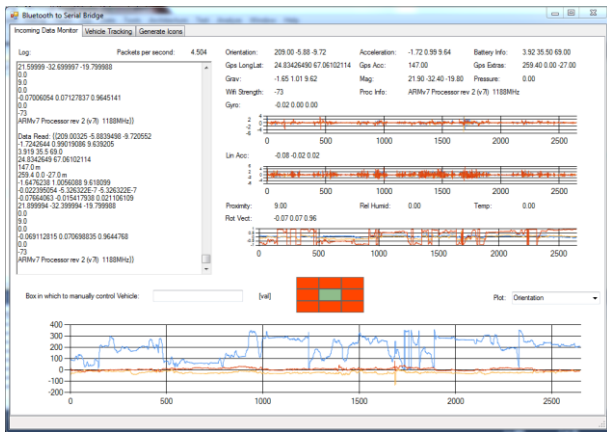 Bluetooth to Serial Bridge
Incoming Data Monitor Vehicle Tracking Generate Icons
Log: Packets per second: 4.504
21.59999 -32.699997 -19.799988
0.0
9.0
0.0
-0.07006054 0.07127837 0.9645141
0.0
-73
ARMv7 Processor rev 2 (v7l) 1188MHz}}
Data Read: {{209.00325 -5.8839498 -9.720552
-1.7242644 0.99019086 9.639205
3.919 35.5 69.0
24.8342649 67.06102114
147.0 m
259.4 0.0 -27.0 m
-1.6476238 1.0056088 9.618099
-0.022395054 -5.326322E-7 -5.326322E-7
-0.07664063 -0.015417938 0.021106109
21.899994 -32.399994 -19.799988
0.0
9.0
0.0
-0.069112815 0.070698835 0.9644768
0.0
-73
ARMv7 Processor rev 2 (v7l) 1188MHz}}
Orientation: 209.00 -5.88 -9.72 Acceleration: -1.72 0.99 9.64 Battery Info: 3.92 35.50 69.00
Gps LongLat: 24.83426490 67.06102114 Gps Acc: 147.00 Gps Extras: 259.40 0.00 -27.00
Grav: -1.65 1.01 9.62 Mag: 21.90 -32.40 -19.80 Pressure: 0.00
Wifi Strength: -73 Proc Info: ARMv7 Processor rev 2 (v7l) 1188MHz
Gyro: -0.02 0.00 0.00
0 500 1000 1500 2000 2500
Lin Acc: -0.08 -0.02 0.02
0 500 1000 1500 2000 2500
Proximity: 9.00 Rel Humid: 0.00 Temp: 0.00
Rot Vect: -0.07 0.07 0.96
0 500 1000 1500 2000 2500
Box in which to manually control Vehicle: [val] Plot: Orientation
400
300
200
100
0
-100
-200
0 500 1000 1500 2000 2500